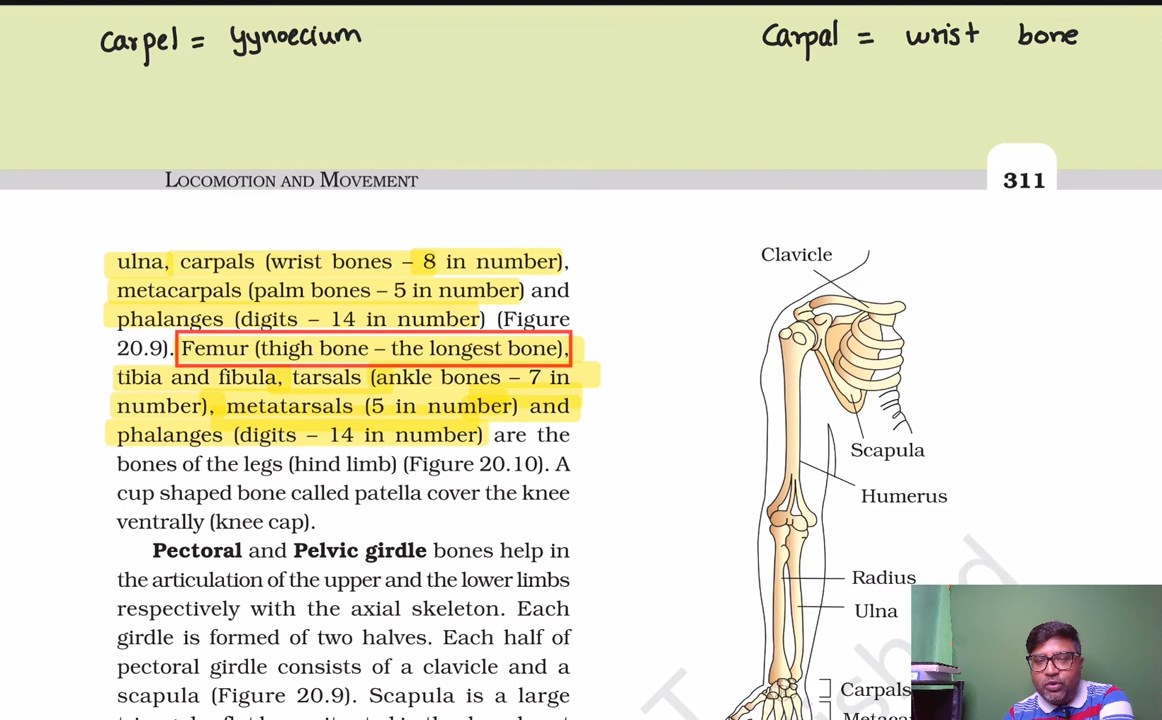 carpel = gynoecium
Carpal = wrist bone
LOCOMOTION AND MOVEMENT
311
ulna, carpals (wrist bones – 8 in number),
metacarpals (palm bones – 5 in number) and
phalanges (digits – 14 in number) (Figure
20.9). Femur (thigh bone – the longest bone),
tibia and fibula, tarsals (ankle bones – 7 in
number), metatarsals (5 in number) and
phalanges (digits – 14 in number) are the
bones of the legs (hind limb) (Figure 20.10). A
cup shaped bone called patella cover the knee
ventrally (knee cap).
Pectoral and Pelvic girdle bones help in
the articulation of the upper and the lower limbs
respectively with the axial skeleton. Each
girdle is formed of two halves. Each half of
pectoral girdle consists of a clavicle and a
scapula (Figure 20.9). Scapula is a large
Clavicle
Scapula
Humerus
Radius
Ulna
Carpals